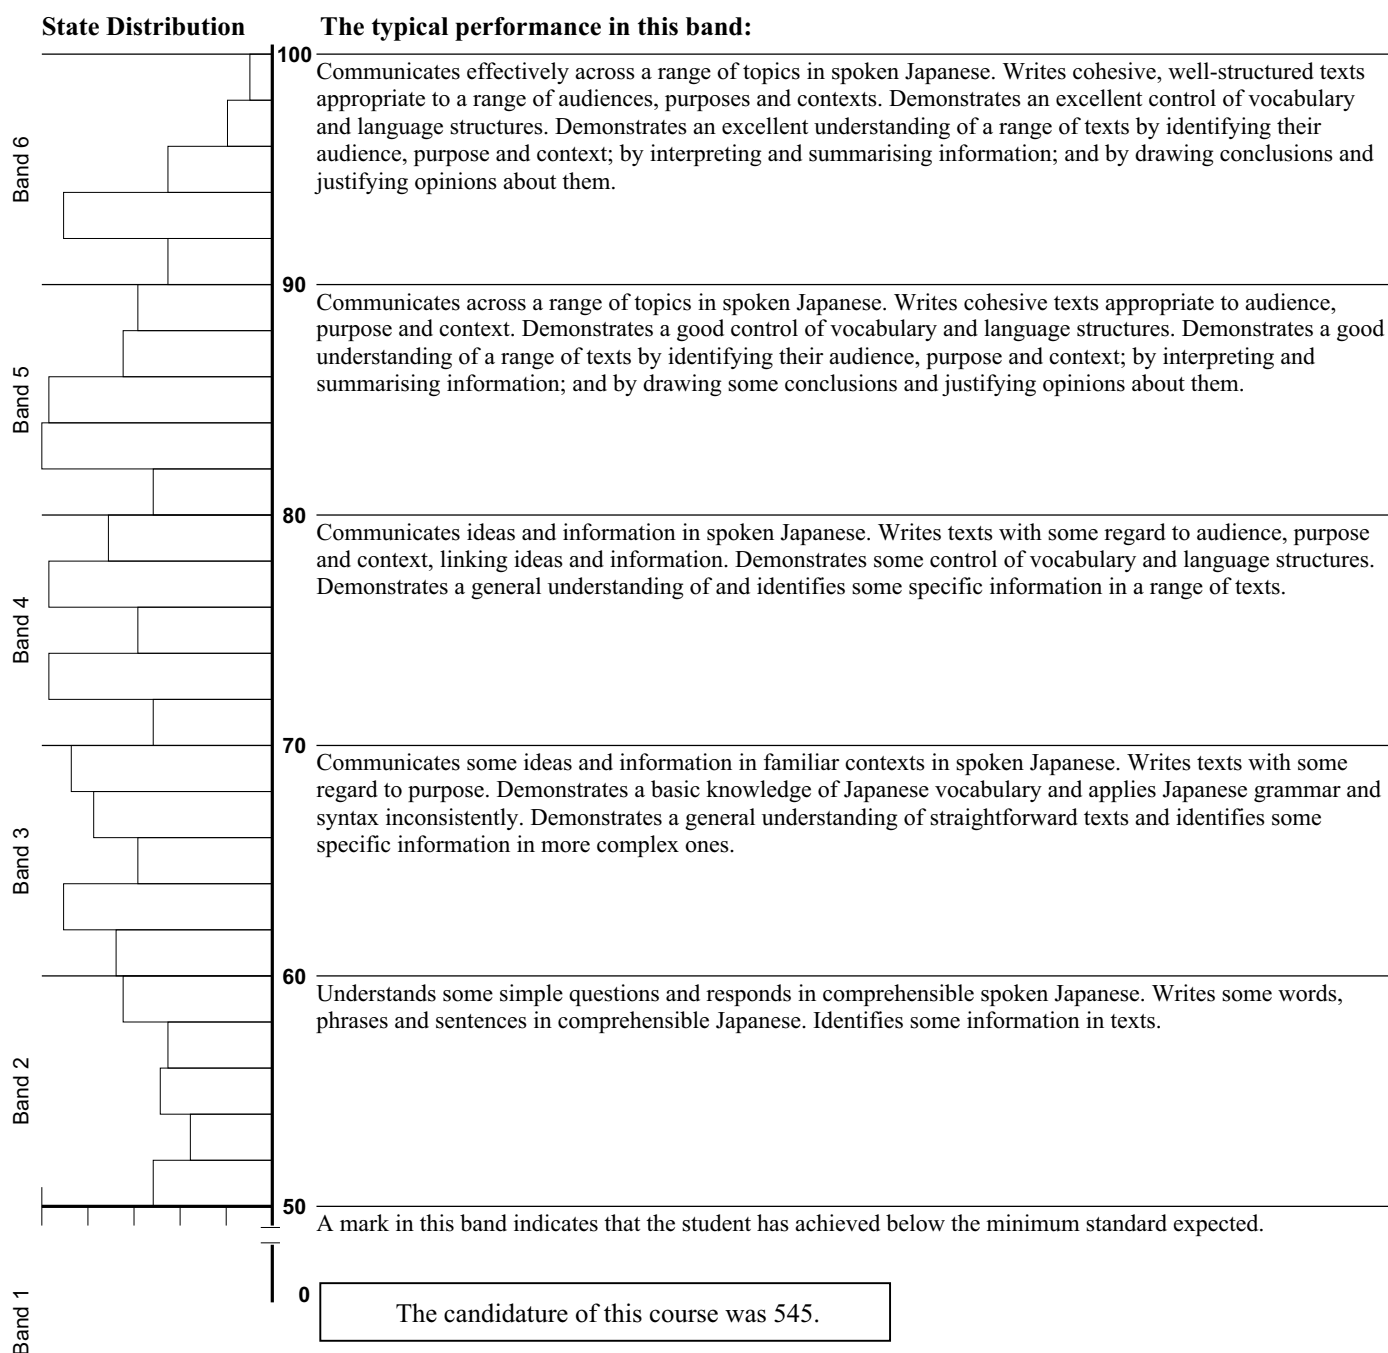 State Distribution
The typical performance in this band:
100
Communicates effectively across a range of topics in spoken Japanese. Writes cohesive, well-structured texts
appropriate to a range of audiences, purposes and contexts. Demonstrates an excellent control of vocabulary
and language structures. Demonstrates an excellent understanding of a range of texts by identifying their
audience, purpose and context; by interpreting and summarising information; and by drawing conclusions and
justifying opinions about them.
Band 6
90
Communicates across a range of topics in spoken Japanese. Writes cohesive texts appropriate to audience,
purpose and context. Demonstrates a good control of vocabulary and language structures. Demonstrates a good
understanding of a range of texts by identifying their audience, purpose and context; by interpreting and
summarising information; and by drawing some conclusions and justifying opinions about them.
Band 5
80
Communicates ideas and information in spoken Japanese. Writes texts with some regard to audience, purpose
and context, linking ideas and information. Demonstrates some control of vocabulary and language structures.
Demonstrates a general understanding of and identifies some specific information in a range of texts.
Band 4
70
Communicates some ideas and information in familiar contexts in spoken Japanese. Writes texts with some
regard to purpose. Demonstrates a basic knowledge of Japanese vocabulary and applies Japanese grammar and
syntax inconsistently. Demonstrates a general understanding of straightforward texts and identifies some
specific information in more complex ones.
Band 3
60
Understands some simple questions and responds in comprehensible spoken Japanese. Writes some words,
phrases and sentences in comprehensible Japanese. Identifies some information in texts.
Band 2
50
A mark in this band indicates that the student has achieved below the minimum standard expected.
0
Band 1
The candidature of this course was 545.